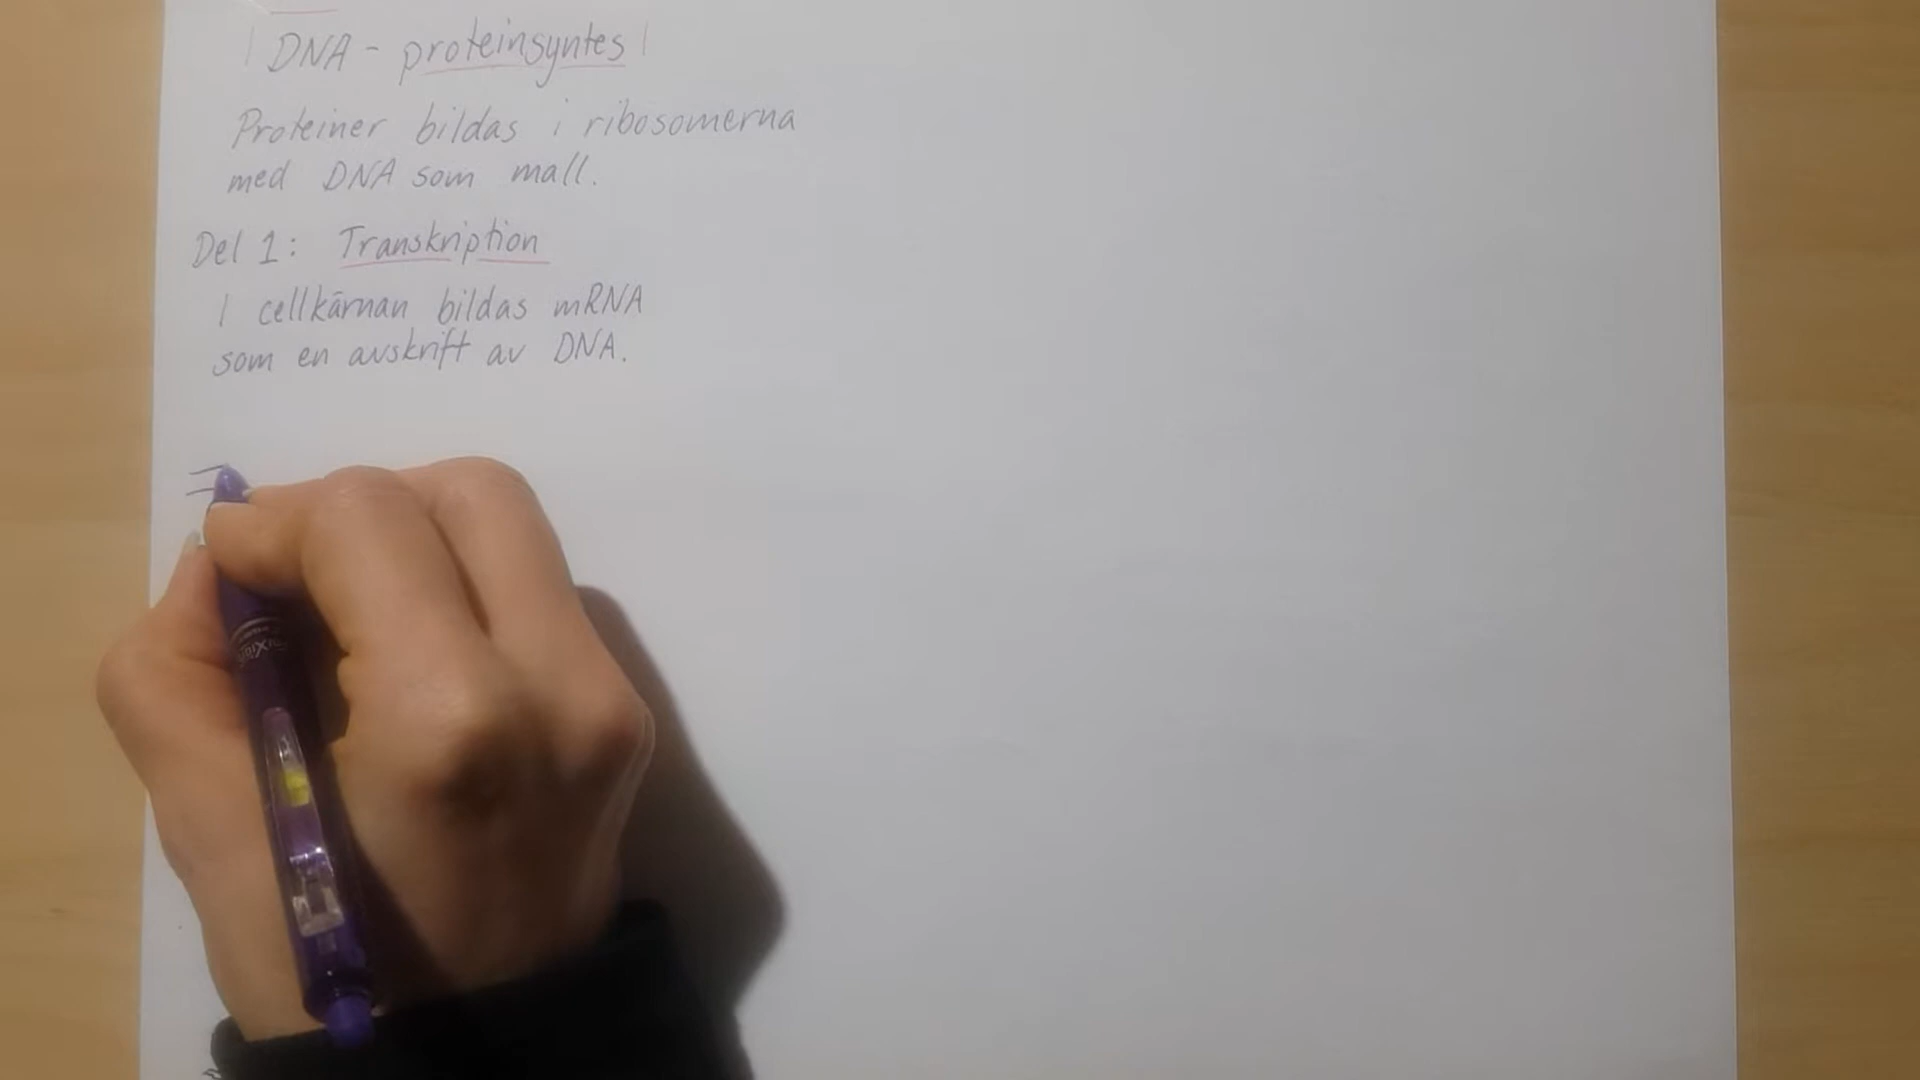 DNA - proteinsyntes
Proteiner bildas i ribosomerna
med DNA som mall.
Del 1: Transkription
I cellkärnan bildas mRNA
som en avskrift av DNA.